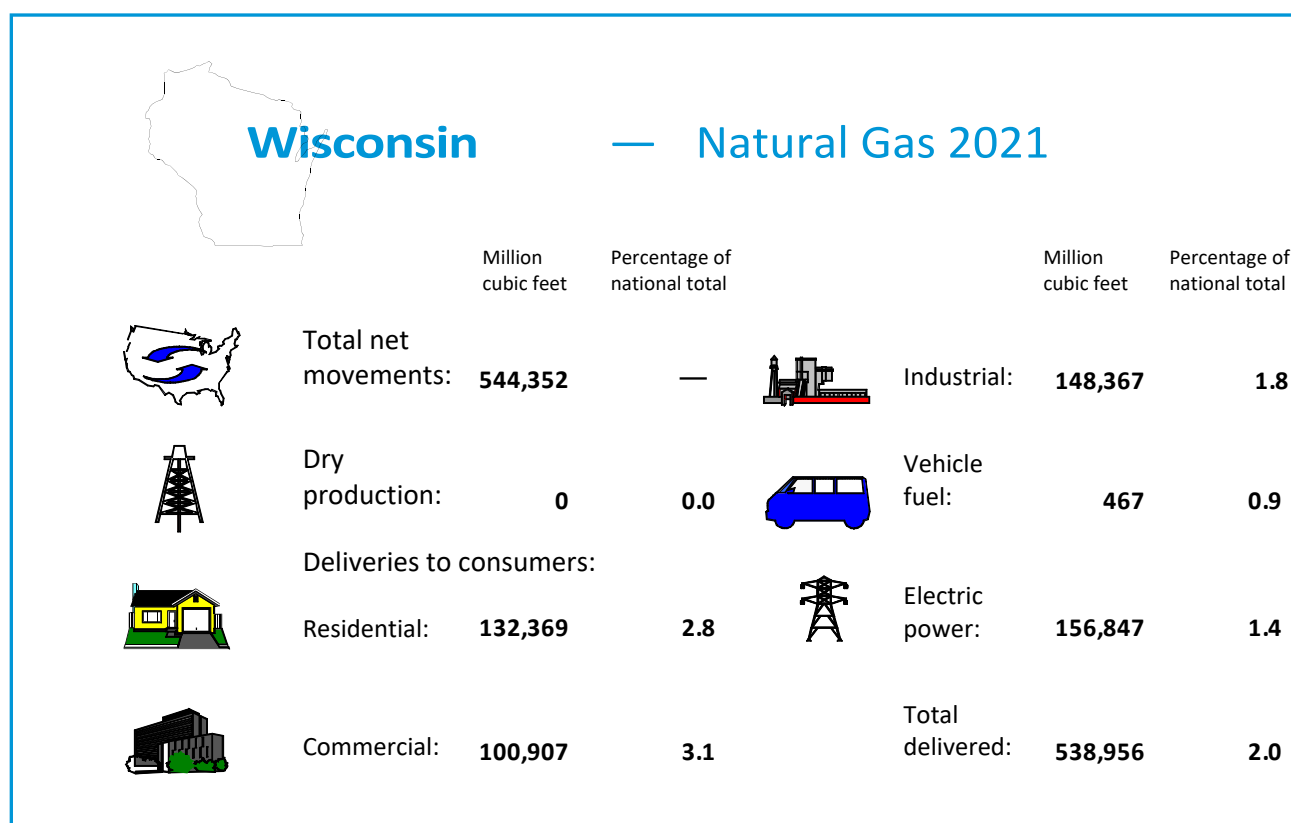 Wisconsin — Natural Gas 2021
Million cubic feet Percentage of national total Million cubic feet Percentage of national total
Total net movements: 544,352 —
Industrial: 148,367 1.8
Dry production: 0 0.0
Vehicle fuel: 467 0.9
Deliveries to consumers:
Residential: 132,369 2.8
Electric power: 156,847 1.4
Commercial: 100,907 3.1
Total delivered: 538,956 2.0